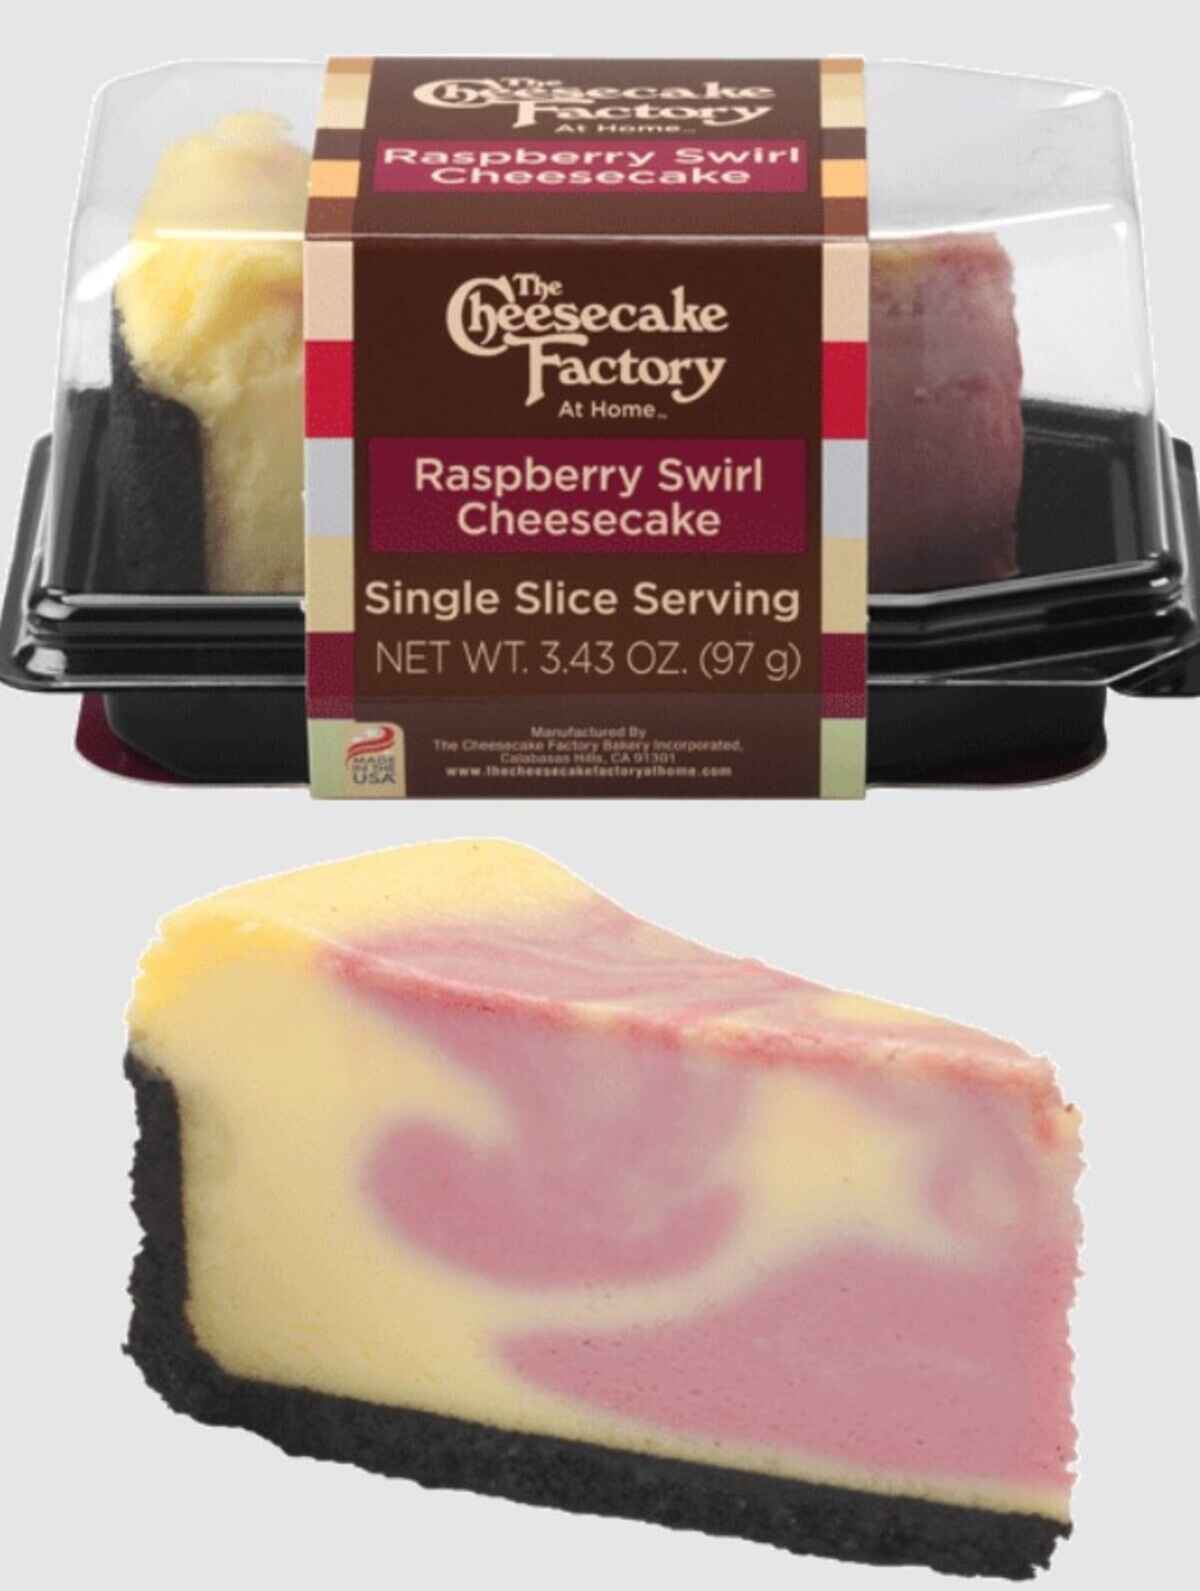 The
Cheesecake
Factory
At Home™
Raspberry Swirl
Cheesecake
The
Cheesecake
Factory
At Home™
Raspberry Swirl
Cheesecake
Single Slice Serving
NET WT. 3.43 OZ. (97 g)
MADE
IN THE
USA
Manufactured By
The Cheesecake Factory Bakery Incorporated,
Calabasas Hills, CA 91301
www.thecheesecakefactoryathome.com